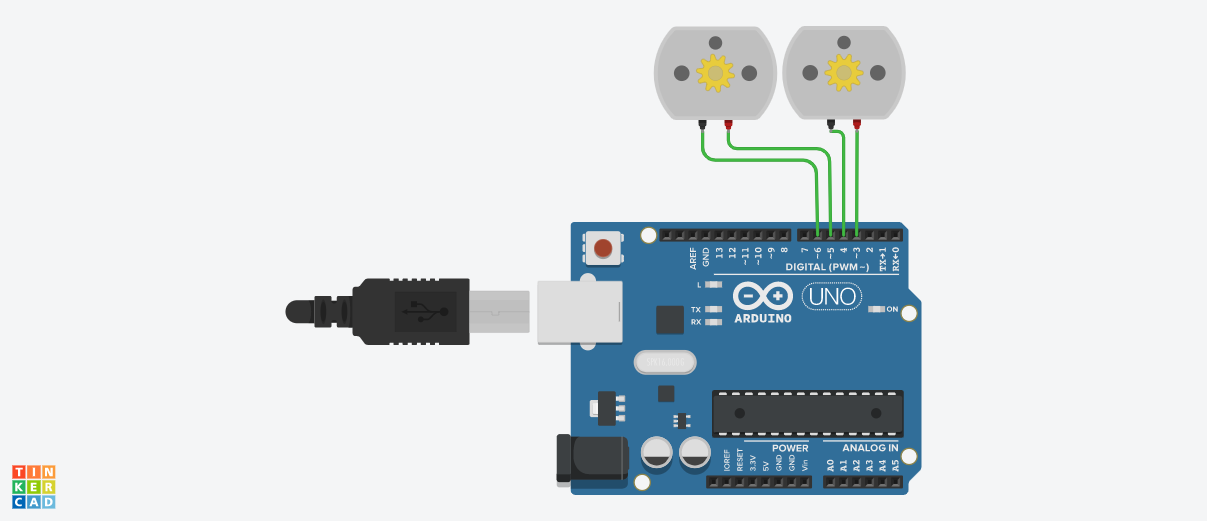 AREF
GND
13
12
~11
~10
~9
8
7
~6
~5
4
~3
2
TX→1
RX←0
DIGITAL (PWM~)
L
TX
RX
ARDUINO
UNO
ON
POWER
ANALOG IN
IOREF
RESET
3.3V
5V
GND
GND
Vin
A0
A1
A2
A3
A4
A5
TIN
KER
CAD